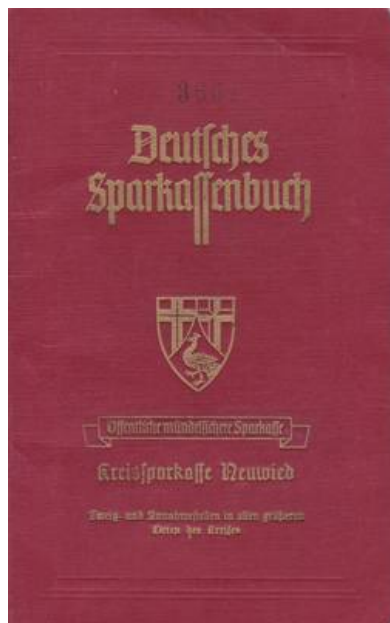 Deutsches
Sparkassenbuch
Öffentliche mündelsichere Sparkasse
Kreissparkasse Neuwied
Zweig- und Annahmestellen in allen größeren
Orten des Kreises